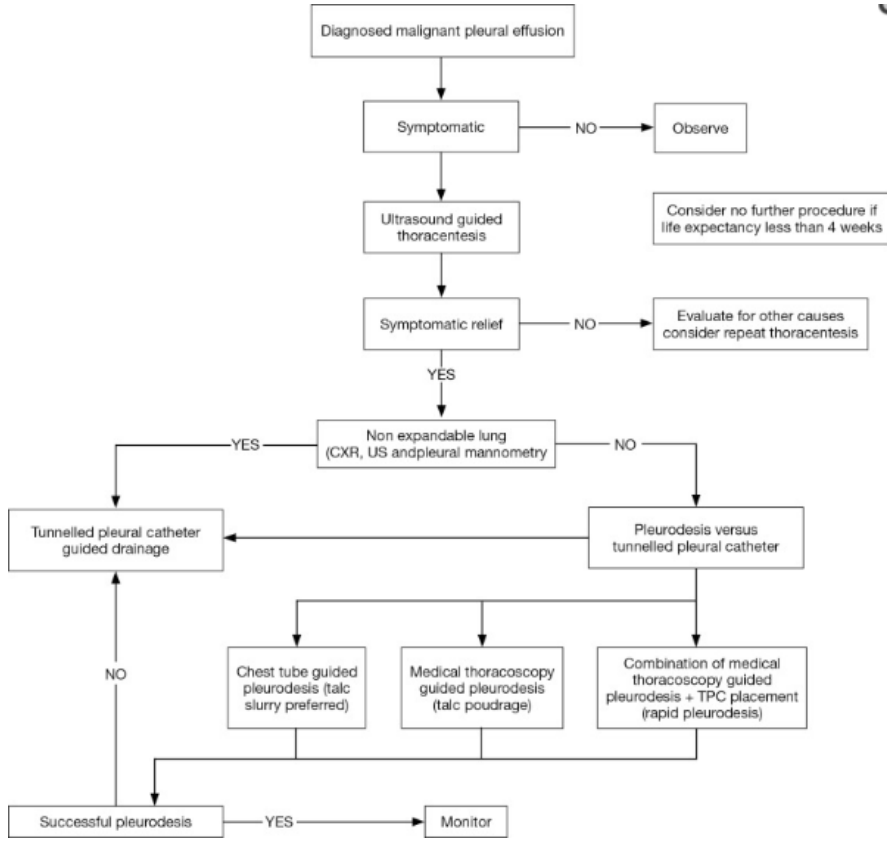 Diagnosed malignant pleural effusion
Symptomatic
NO
Observe
Ultrasound guided
thoracentesis
Consider no further procedure if
life expectancy less than 4 weeks
Symptomatic relief
NO
Evaluate for other causes
consider repeat thoracentesis
YES
Non expandable lung
(CXR, US andpleural mannometry
YES
NO
Tunnelled pleural catheter
guided drainage
Pleurodesis versus
tunnelled pleural catheter
NO
Chest tube guided
pleurodesis (talc
slurry preferred)
Medical thoracoscopy
guided pleurodesis
(talc poudrage)
Combination of medical
thoracoscopy guided
pleurodesis + TPC placement
(rapid pleurodesis)
Successful pleurodesis
YES
Monitor